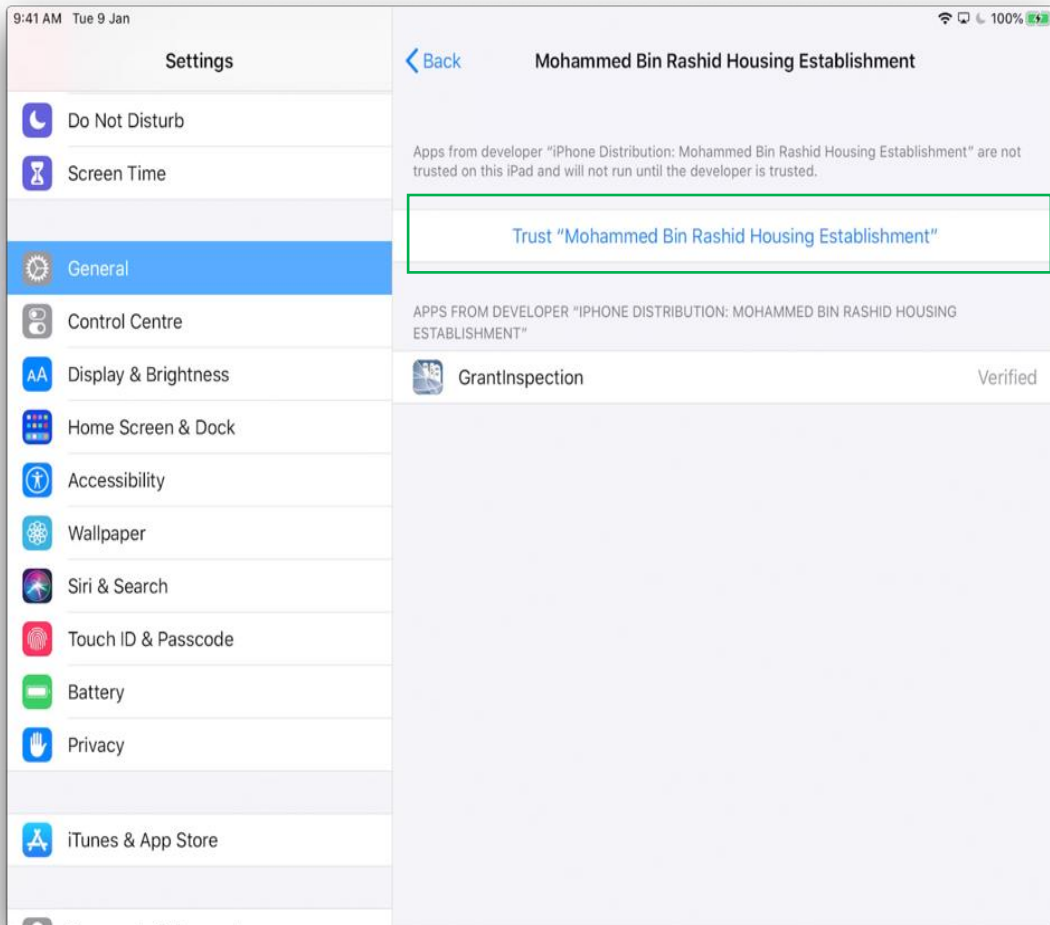 9:41 AM Tue 9 Jan
100%
Settings
Do Not Disturb
Screen Time
General
Control Centre
AA Display & Brightness
Home Screen & Dock
Accessibility
Wallpaper
Siri & Search
Touch ID & Passcode
Battery
Privacy
iTunes & App Store
Back
Mohammed Bin Rashid Housing Establishment
Apps from developer “iPhone Distribution: Mohammed Bin Rashid Housing Establishment” are not
trusted on this iPad and will not run until the developer is trusted.
Trust “Mohammed Bin Rashid Housing Establishment”
APPS FROM DEVELOPER “IPHONE DISTRIBUTION: MOHAMMED BIN RASHID HOUSING
ESTABLISHMENT”
GrantInspection Verified